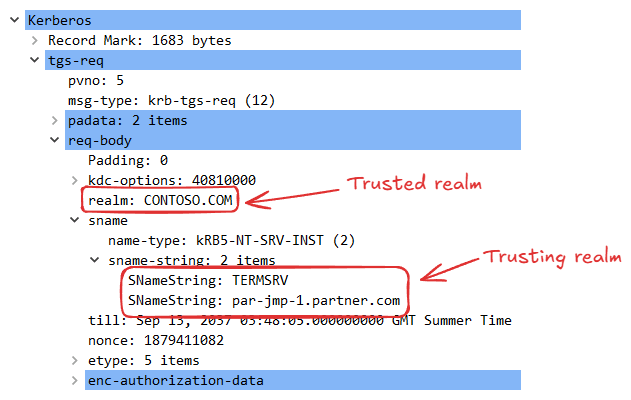 Kerberos
Record Mark: 1683 bytes
tgs-req
pvno: 5
msg-type: krb-tgs-req (12)
padata: 2 items
req-body
Padding: 0
kdc-options: 40810000
realm: CONTOSO.COM
Trusted realm
sname
name-type: kRB5-NT-SRV-INST (2)
sname-string: 2 items
SNameString: TERMSRV
SNameString: par-jmp-1.partner.com
Trusting realm
till: Sep 13, 2037 03:48:05.000000000 GMT Summer Time
nonce: 1879411082
etype: 5 items
enc-authorization-data